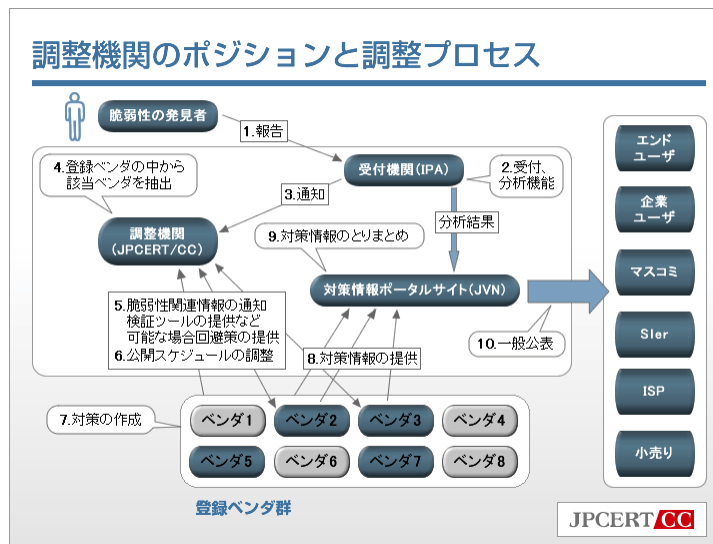 調整機関のポジションと調整プロセス
脆弱性の発見者
1.報告
受付機関(IPA)
2.受付、
分析機能
4.登録ベンダの中から
該当ベンダを抽出
3.通知
調整機関
(JPCERT/CC)
分析結果
9.対策情報のとりまとめ
対策情報ポータルサイト(JVN)
5.脆弱性関連情報の通知
検証ツールの提供など
可能な場合回避策の提供
6.公開スケジュールの調整
8.対策情報の提供
10.一般公表
7.対策の作成
ベンダ1
ベンダ2
ベンダ3
ベンダ4
ベンダ5
ベンダ6
ベンダ7
ベンダ8
登録ベンダ群
エンド
ユーザ
企業
ユーザ
マスコミ
SIer
ISP
小売り
JPCERT CC